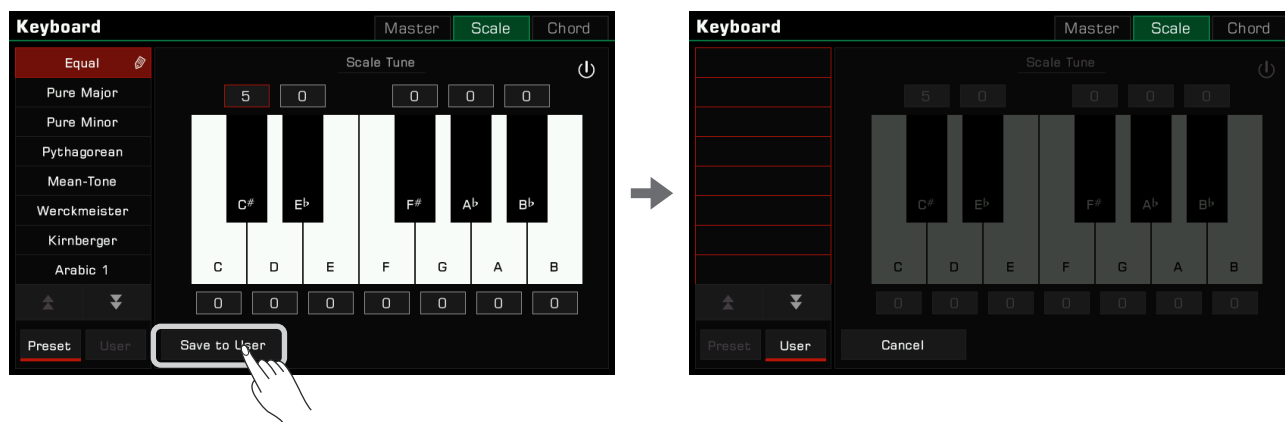 Keyboard Master Scale Chord
Equal Scale Tune
Pure Major 5 0 0 0 0
Pure Minor
Pythagorean
Mean-Tone
Werckmeister C# E♭ F# A♭ B♭
Kirnberger
Arabic 1 C D E F G A B
0 0 0 0 0 0 0
Preset User Save to User
Keyboard Master Scale Chord
Scale Tune
5 0 0 0 0
C# E♭ F# A♭ B♭
C D E F G A B
0 0 0 0 0 0 0
Preset User Cancel